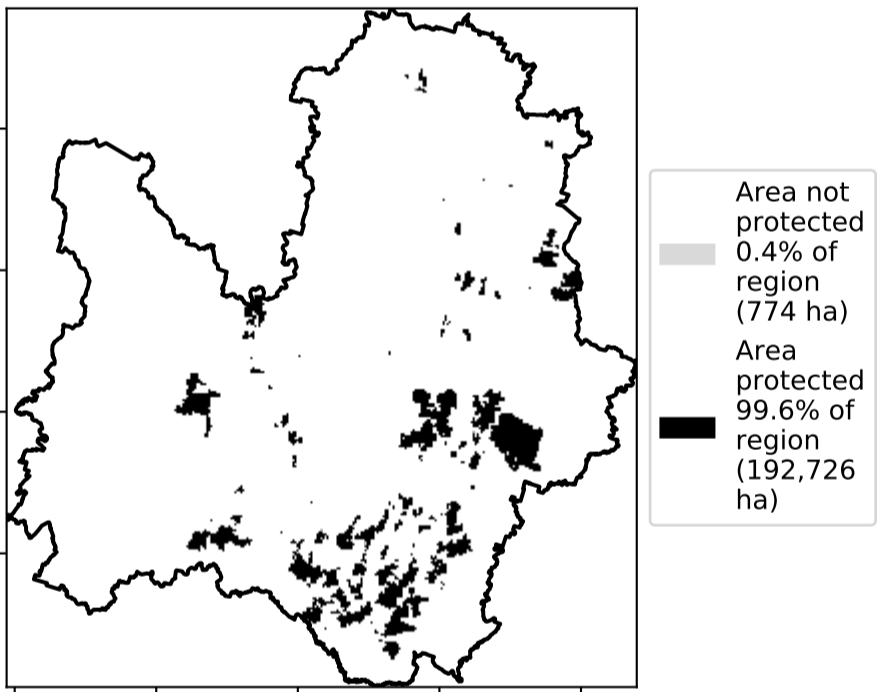 Area not
protected
0.4% of
region
(774 ha)
Area
protected
99.6% of
region
(192,726
ha)